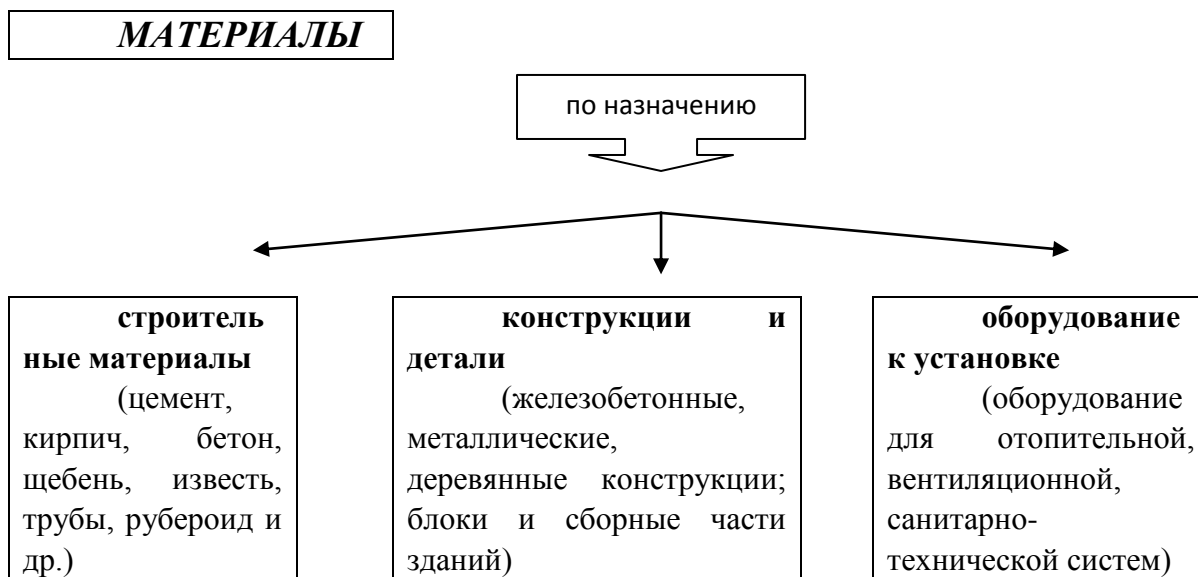 МАТЕРИАЛЫ
по назначению
строитель
ные материалы
(цемент,
кирпич, бетон,
щебень, известь,
трубы, рубероид и
др.)
конструкции и
детали
(железобетонные,
металлические,
деревянные конструкции;
блоки и сборные части
зданий)
оборудование
к установке
(оборудование
для отопительной,
вентиляционной,
санитарно-
технической систем)